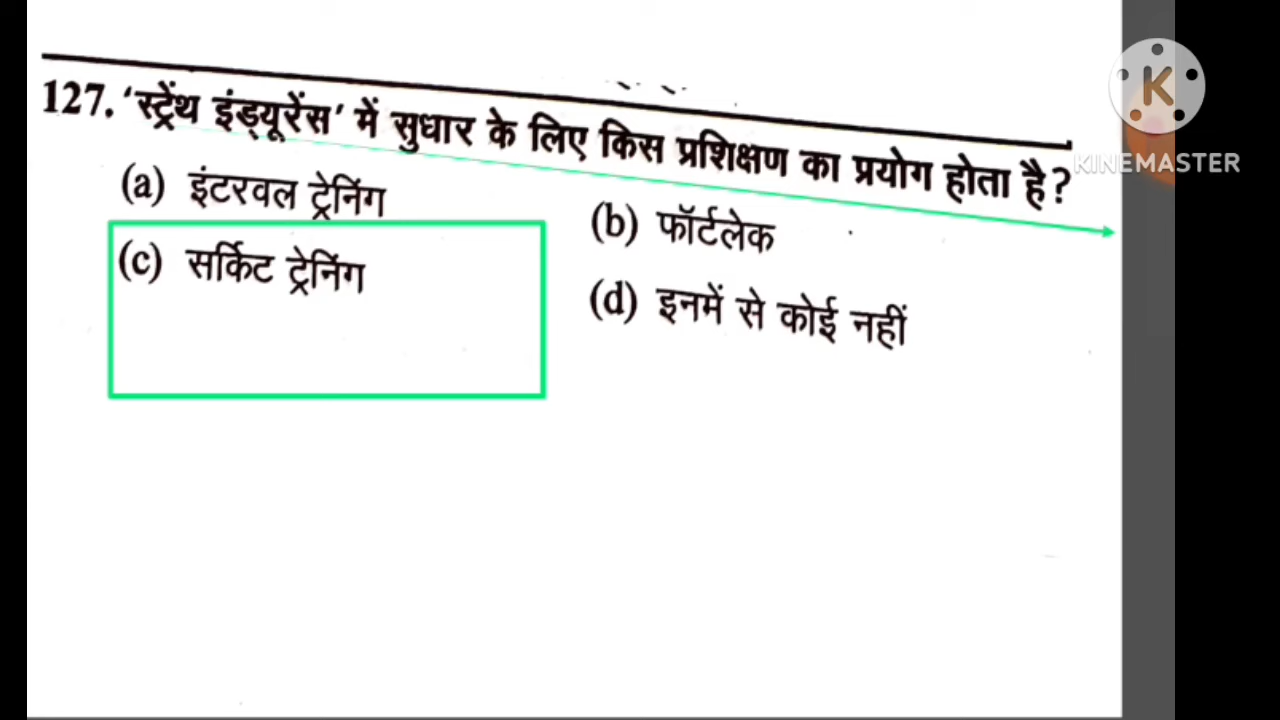 127. 'स्ट्रेंथ इंड्यूरेंस' में सुधार के लिए किस प्रशिक्षण का प्रयोग होता है?
(a) इंटरवल ट्रेनिंग
(b) फॉर्टलेक
(c) सर्किट ट्रेनिंग
(d) इनमें से कोई नहीं
K
KINEMASTER